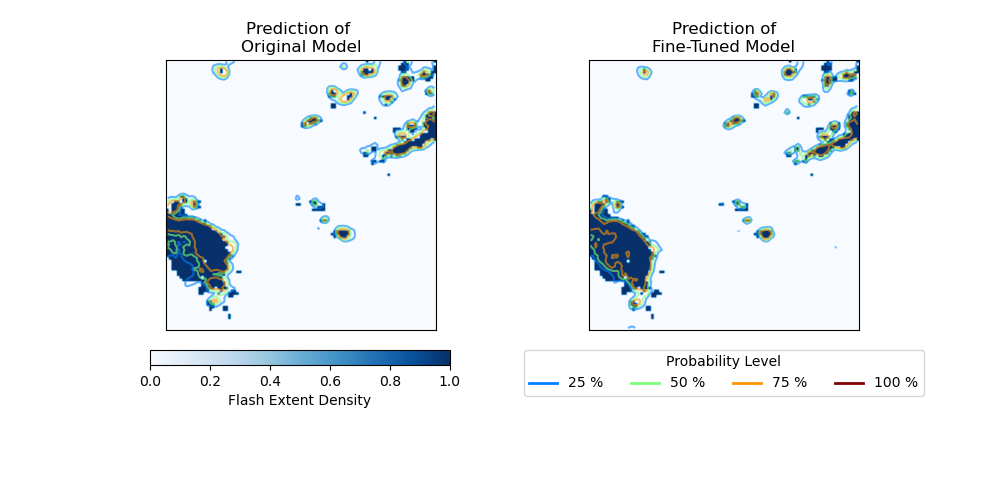 Prediction of
Original Model
Prediction of
Fine-Tuned Model
0.0 0.2 0.4 0.6 0.8 1.0
Flash Extent Density
Probability Level
25 % 50 % 75 % 100 %